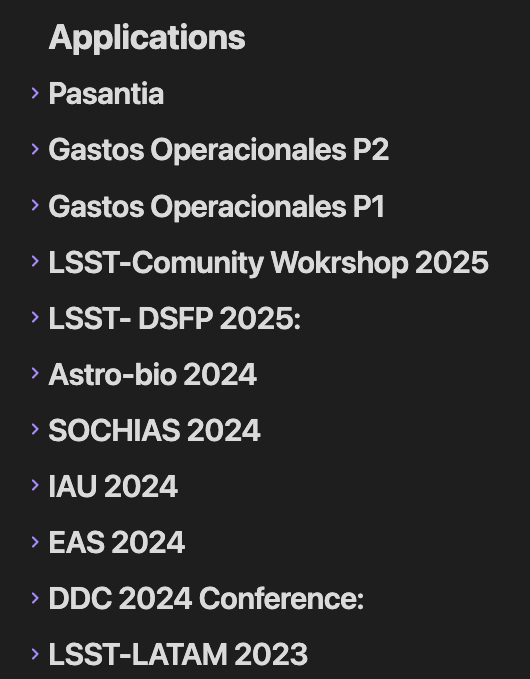 Applications
Pasantia
Gastos Operacionales P2
Gastos Operacionales P1
LSST-Comunity Wokrshop 2025
LSST- DSFP 2025:
Astro-bio 2024
SOCHIAS 2024
IAU 2024
EAS 2024
DDC 2024 Conference:
LSST-LATAM 2023